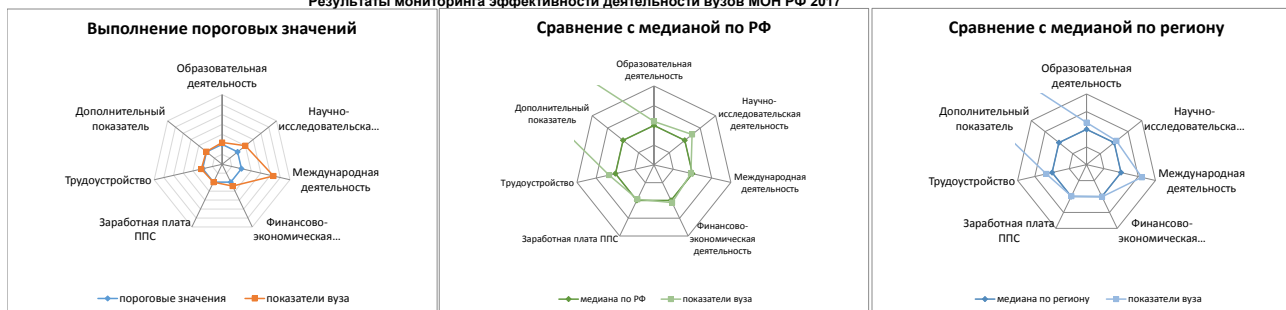 Результаты мониторинга эффективности деятельности вузов МОН РФ 2017
Выполнение пороговых значений
Образовательная
деятельность
Научно-
исследовательска...
Международная
деятельность
Финансово-
экономическая...
Заработная плата
ППС
Трудоустройство
Дополнительный
показатель
пороговые значения
показатели вуза
Сравнение с медианой по РФ
Образовательная
деятельность
Научно-
исследовательская
деятельность
Международная
деятельность
Финансово-
экономическая
деятельность
Заработная плата ППС
Трудоустройство
Дополнительный
показатель
медиана по РФ
показатели вуза
Сравнение с медианой по региону
Образовательная
деятельность
Научно-
исследовательска...
Международная
деятельность
Финансово-
экономическая...
Заработная плата
ППС
Трудоустройство
Дополнительный
показатель
медиана по региону
показатели вуза